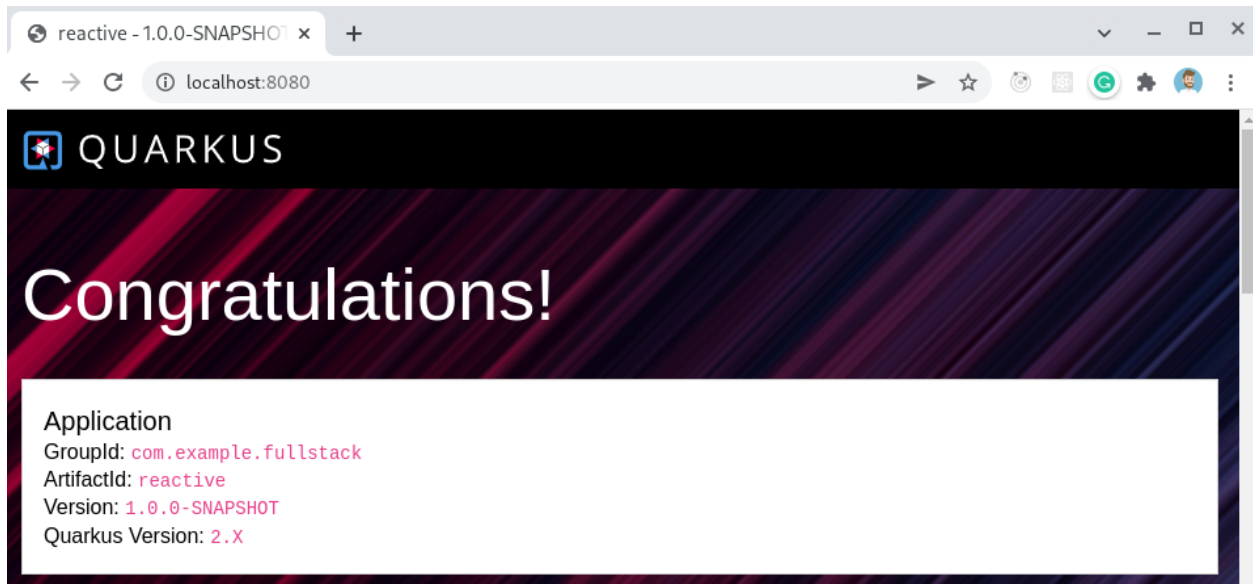 reactive - 1.0.0-SNAPSHOT
localhost:8080
QUARKUS
Congratulations!
Application
GroupId: com.example.fullstack
ArtifactId: reactive
Version: 1.0.0-SNAPSHOT
Quarkus Version: 2.X